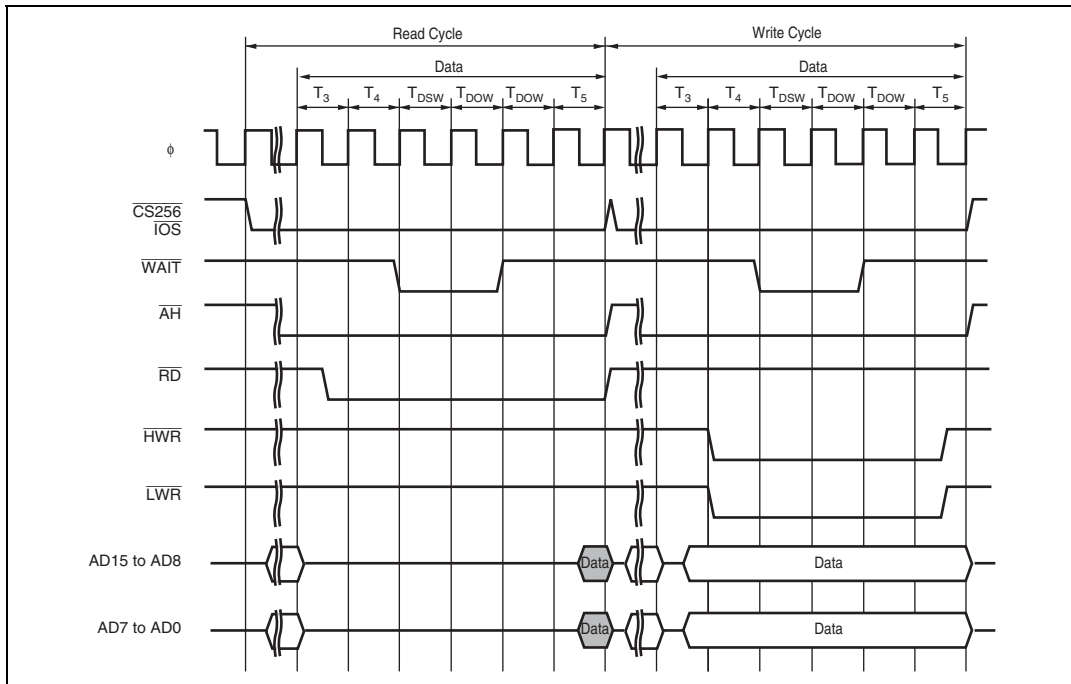 Read Cycle Write Cycle
Data Data
T3 T4 TDSW TDOW TDOW T5 T3 T4 TDSW TDOW TDOW T5
ϕ
CS256
IOS
WAIT
AH
RD
HWR
LWR
AD15 to AD8 Data Data
AD7 to AD0 Data Data